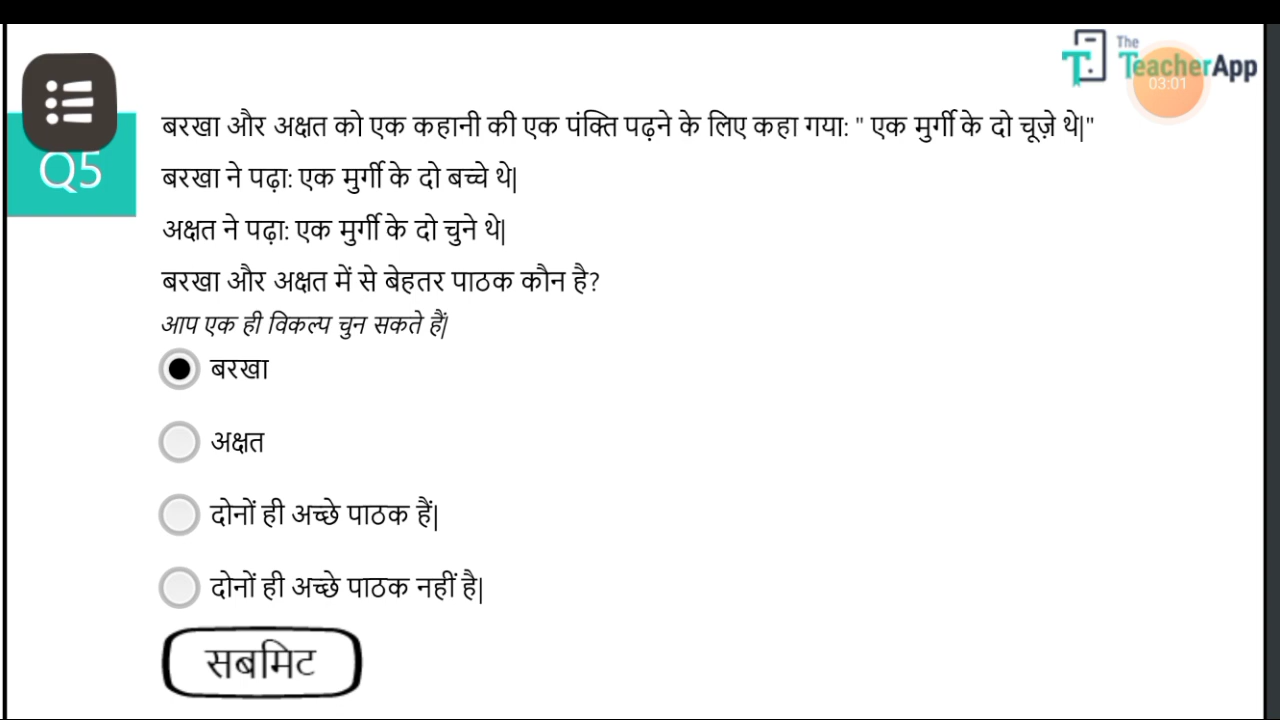 The
TeacherApp
03:01
Q5
बरखा और अक्षत को एक कहानी की एक पंक्ति पढ़ने के लिए कहा गया: " एक मुर्गी के दो चूज़े थे|"
बरखा ने पढ़ा: एक मुर्गी के दो बच्चे थे|
अक्षत ने पढ़ा: एक मुर्गी के दो चुने थे|
बरखा और अक्षत में से बेहतर पाठक कौन है?
आप एक ही विकल्प चुन सकते हैं|
बरखा
अक्षत
दोनों ही अच्छे पाठक हैं|
दोनों ही अच्छे पाठक नहीं है|
सबमिट